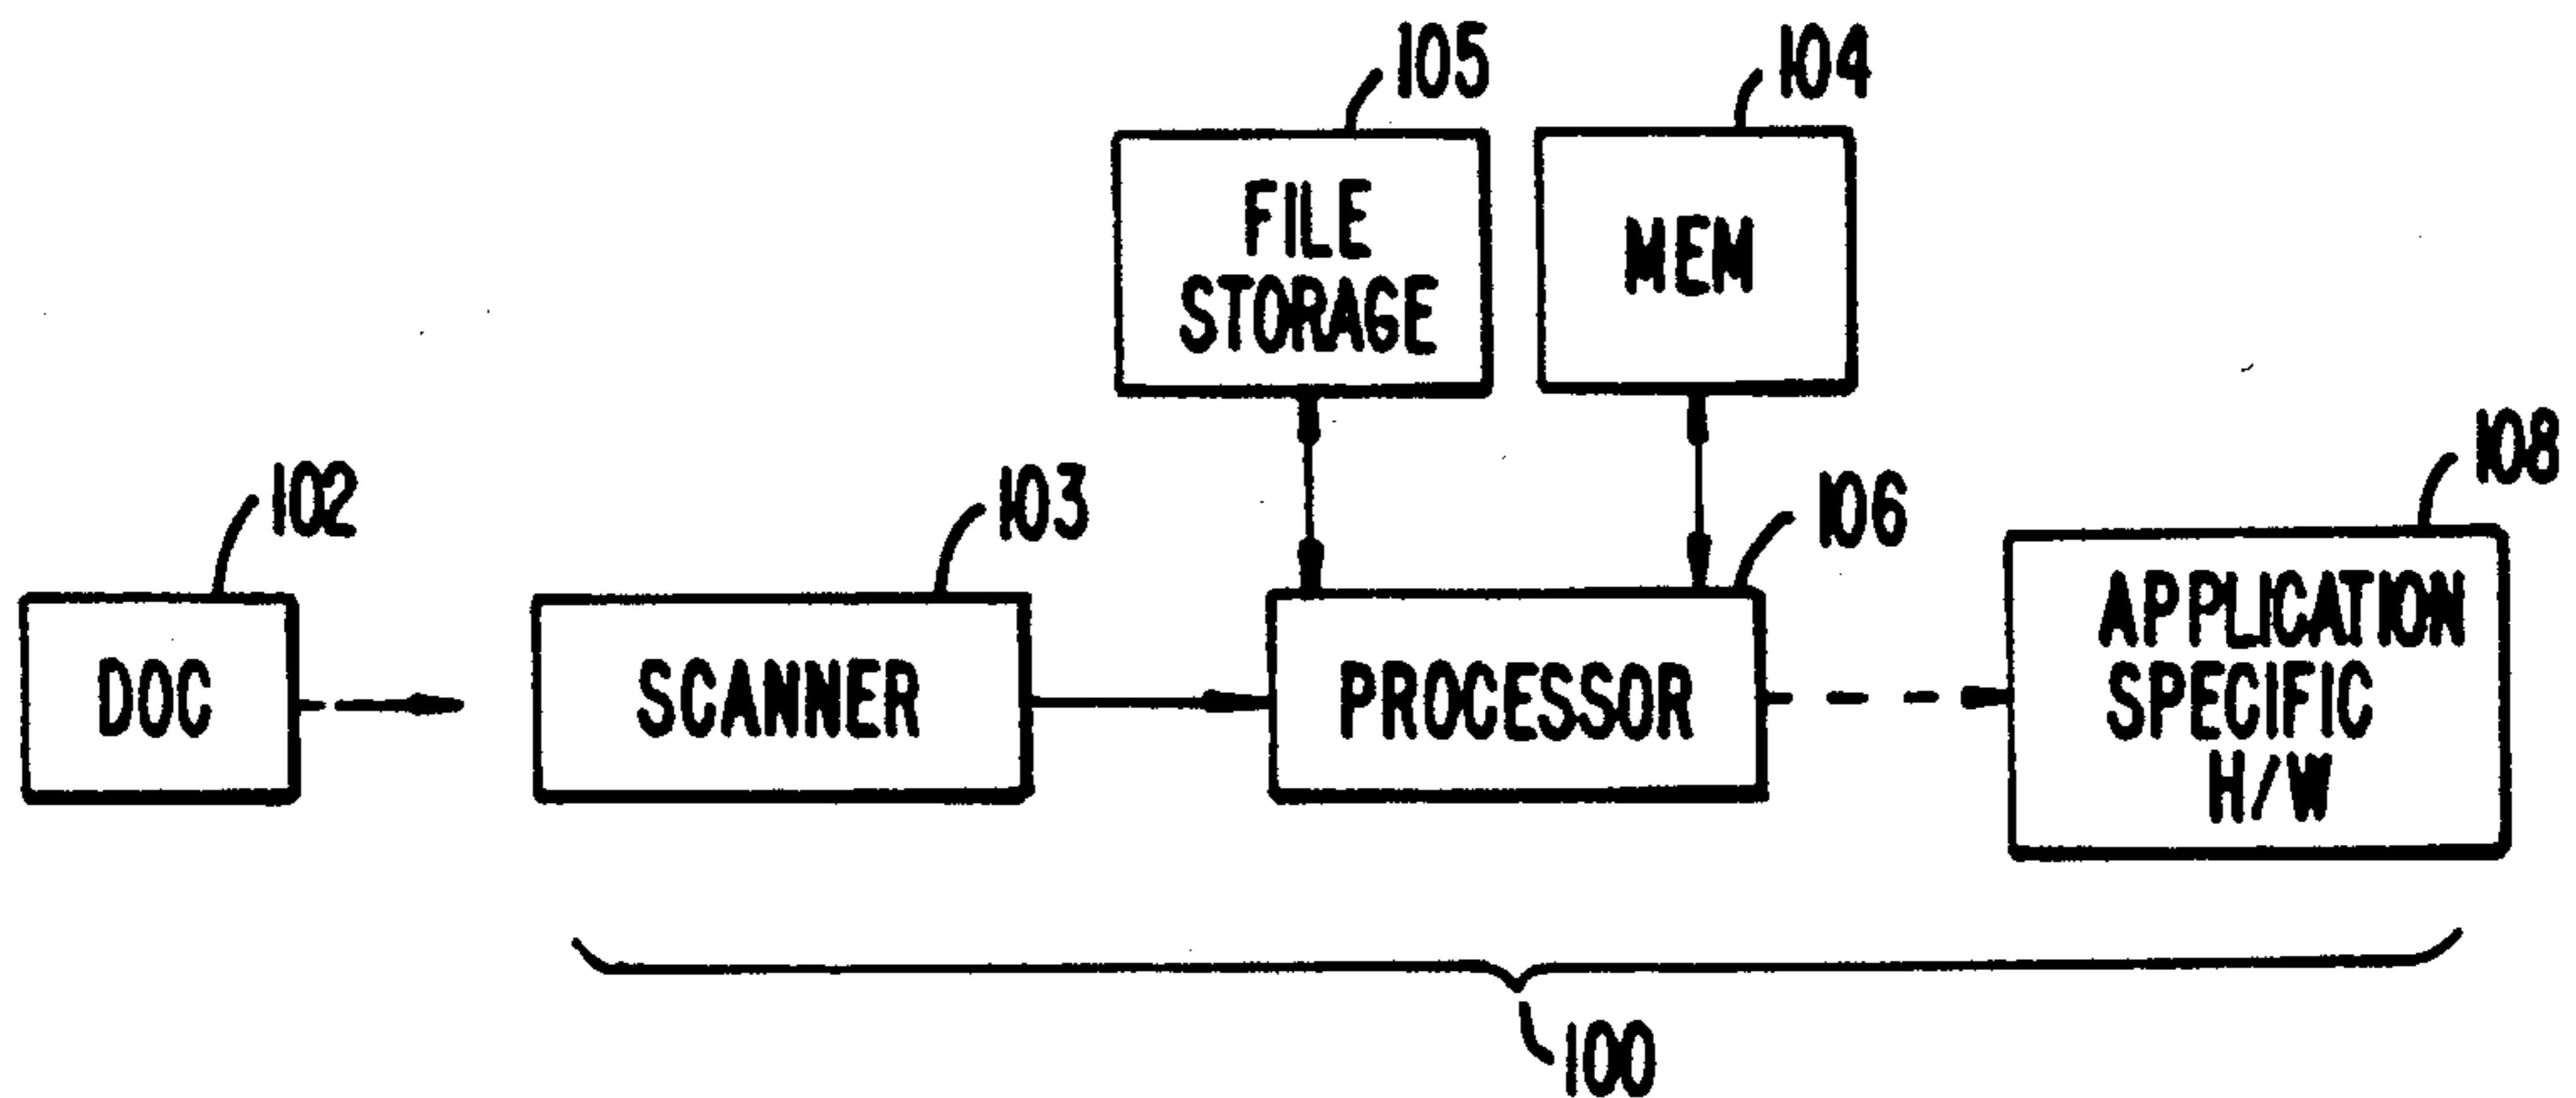 105
104
FILE
STORAGE
MEM
102
103
106
108
DOC
SCANNER
PROCESSOR
APPLICATION
SPECIFIC
H/W
100